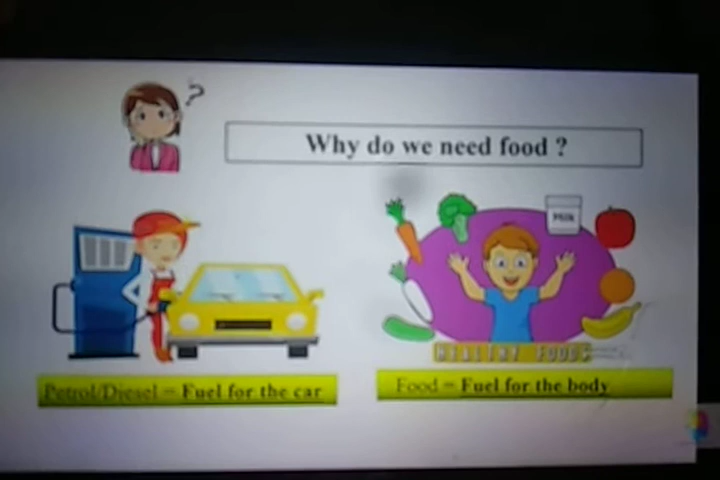 ?
Why do we need food ?
Milk
HEALTHY FOODS
Petrol/Diesel = Fuel for the car
Food = Fuel for the body